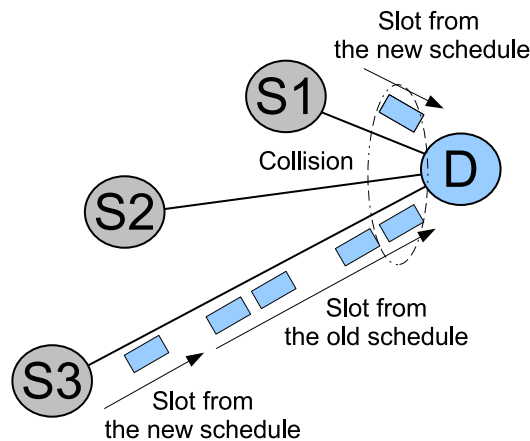 Slot from
the new schedule
S1
Collision
D
S2
Slot from
the old schedule
S3
Slot from
the new schedule